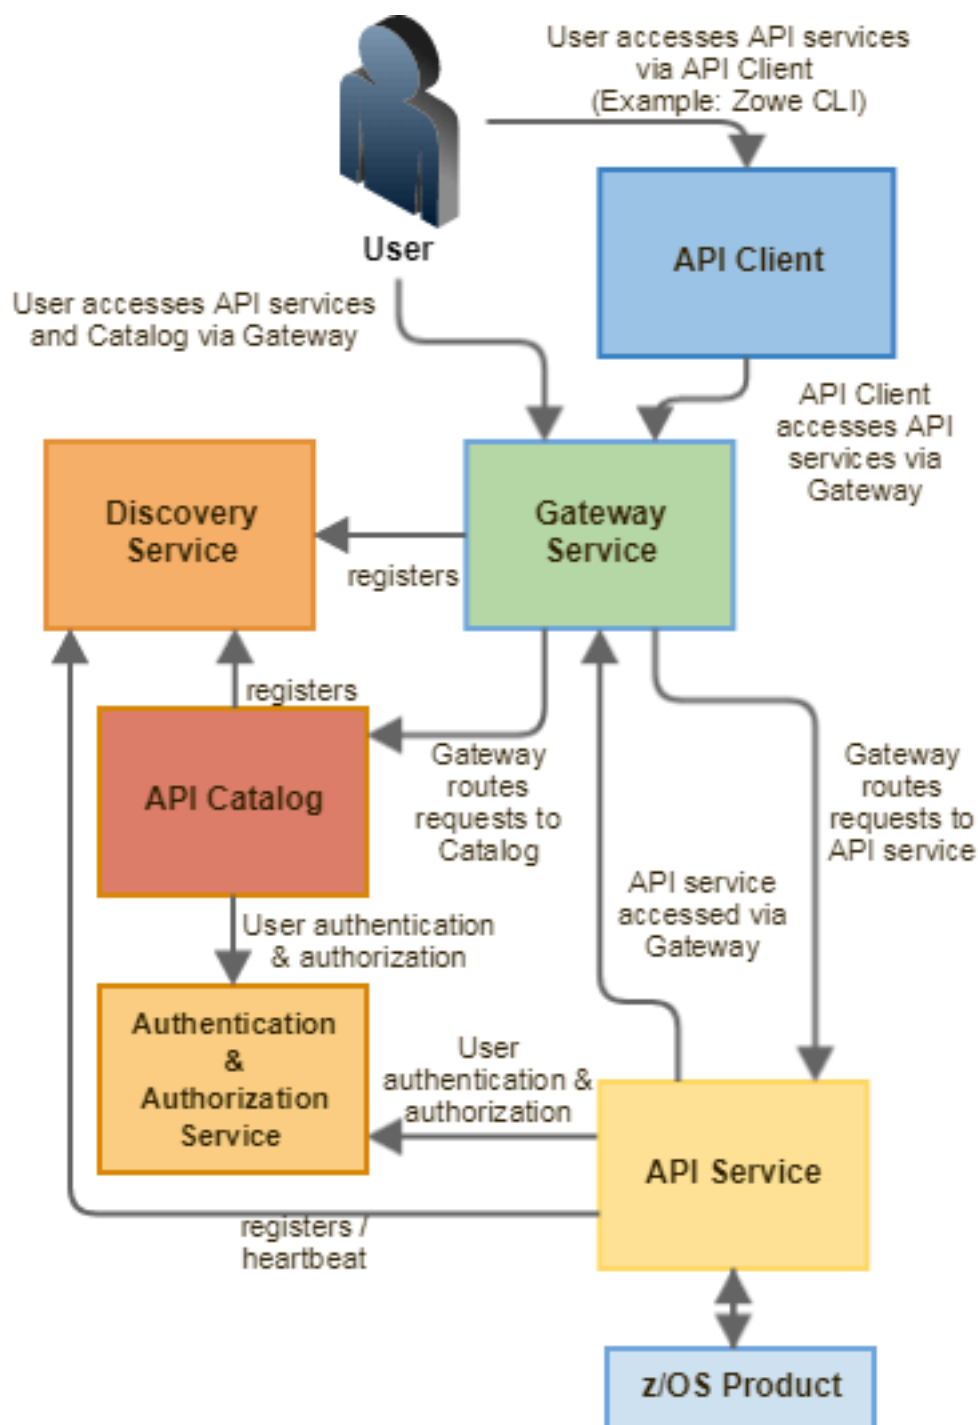 User accesses API services
via API Client
(Example: Zowe CLI)
User
API Client
User accesses API services
and Catalog via Gateway
API Client
accesses API
services via
Gateway
Discovery
Service
Gateway
Service
registers
registers
API Catalog
Gateway
routes
requests to
Catalog
Gateway
routes
requests to
API service
API service
accessed via
Gateway
User authentication
& authorization
Authentication
&
Authorization
Service
User
authentication &
authorization
API Service
registers /
heartbeat
z/OS Product